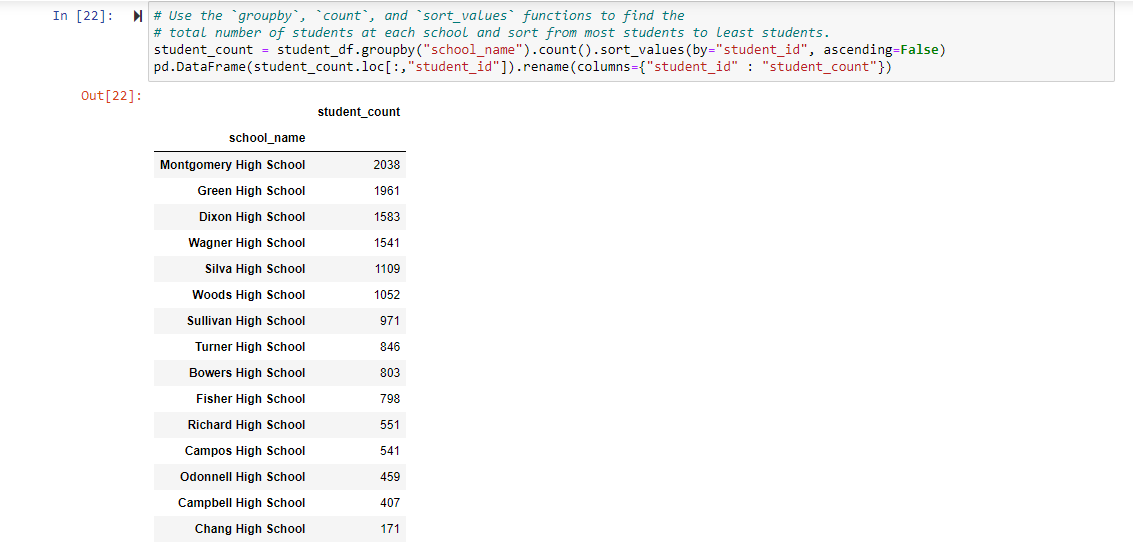 In [22]:
# Use the `groupby`, `count`, and `sort_values` functions to find the
# total number of students at each school and sort from most students to least students.
student_count = student_df.groupby("school_name").count().sort_values(by="student_id", ascending=False)
pd.DataFrame(student_count.loc[:,"student_id"]).rename(columns={"student_id" : "student_count"})
Out[22]:
student_count
school_name
Montgomery High School 2038
Green High School 1961
Dixon High School 1583
Wagner High School 1541
Silva High School 1109
Woods High School 1052
Sullivan High School 971
Turner High School 846
Bowers High School 803
Fisher High School 798
Richard High School 551
Campos High School 541
Odonnell High School 459
Campbell High School 407
Chang High School 171